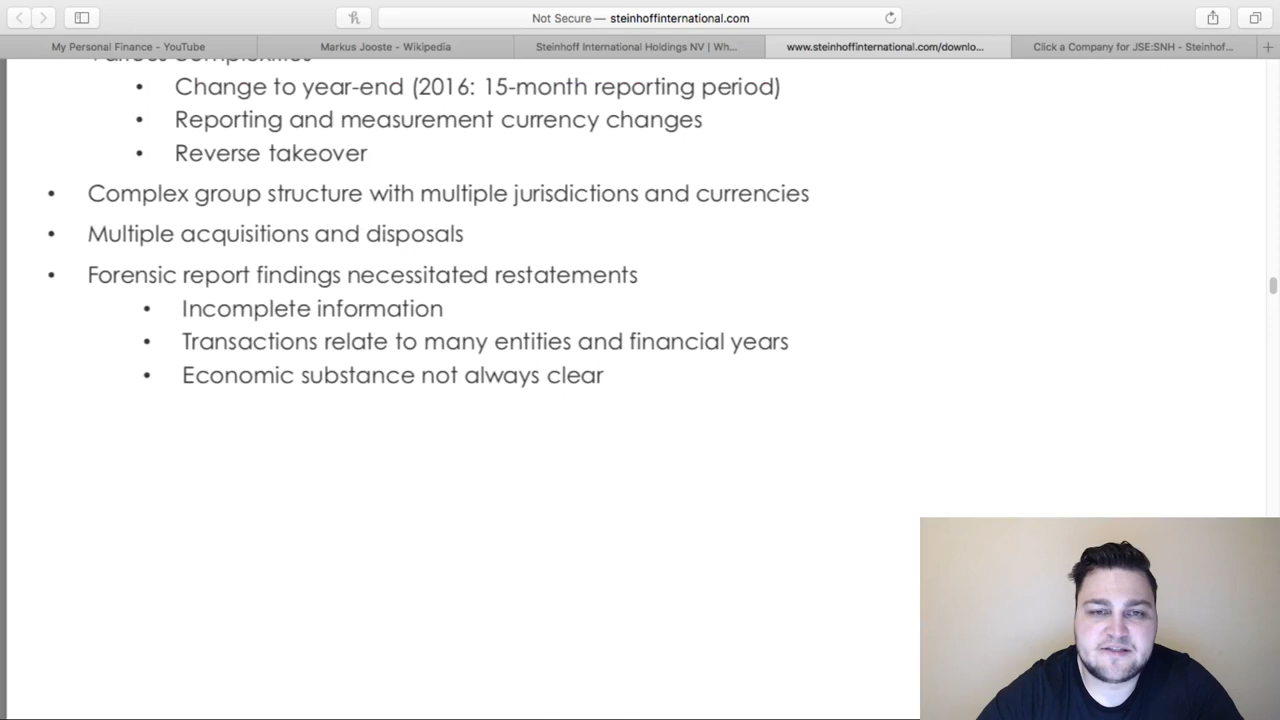 Not Secure — steinhoffinternational.com
My Personal Finance - YouTube
Markus Jooste - Wikipedia
Steinhoff International Holdings NV | Wh...
www.steinhoffinternational.com/downlo...
Click a Company for JSE:SNH - Steinhof...
• Change to year-end (2016: 15-month reporting period)
• Reporting and measurement currency changes
• Reverse takeover
• Complex group structure with multiple jurisdictions and currencies
• Multiple acquisitions and disposals
• Forensic report findings necessitated restatements
• Incomplete information
• Transactions relate to many entities and financial years
• Economic substance not always clear